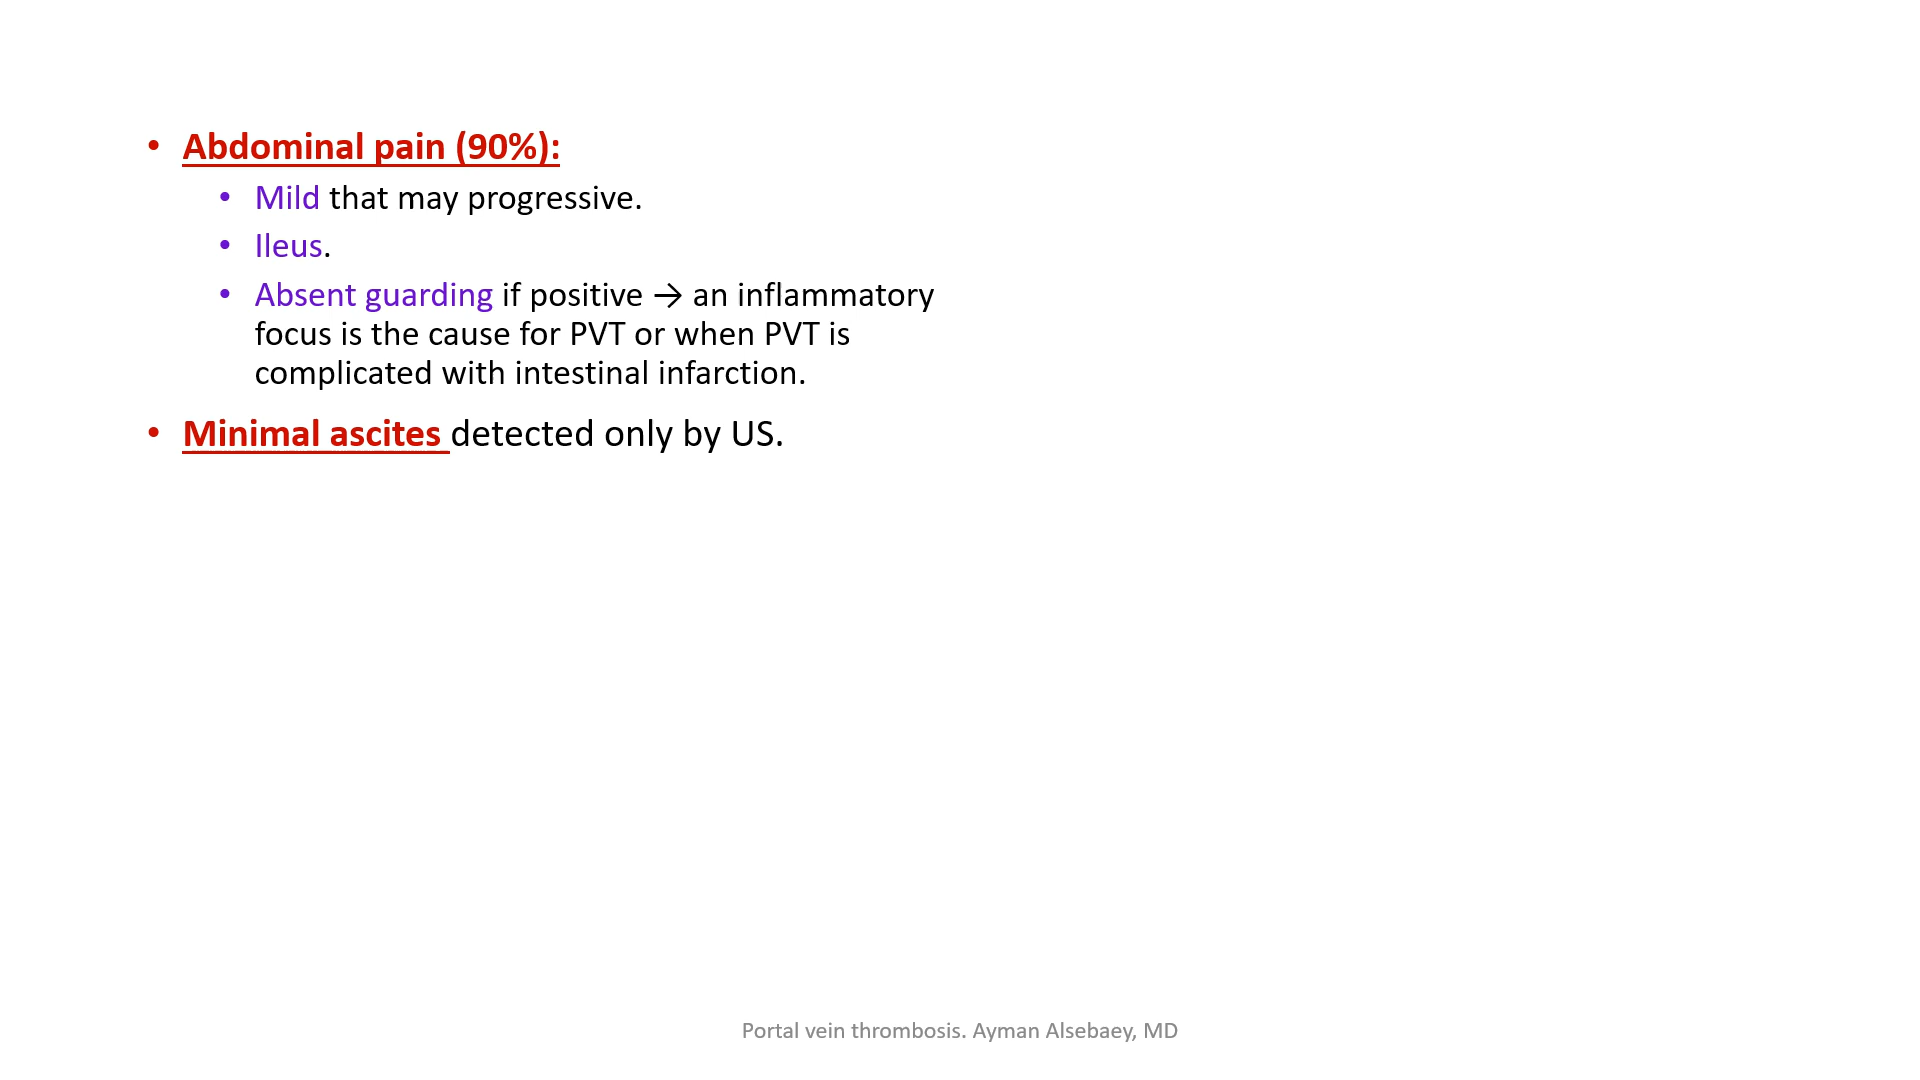 • Abdominal pain (90%):
• Mild that may progressive.
• Ileus.
• Absent guarding if positive → an inflammatory
focus is the cause for PVT or when PVT is
complicated with intestinal infarction.
• Minimal ascites detected only by US.
Portal vein thrombosis. Ayman Alsebaey, MD